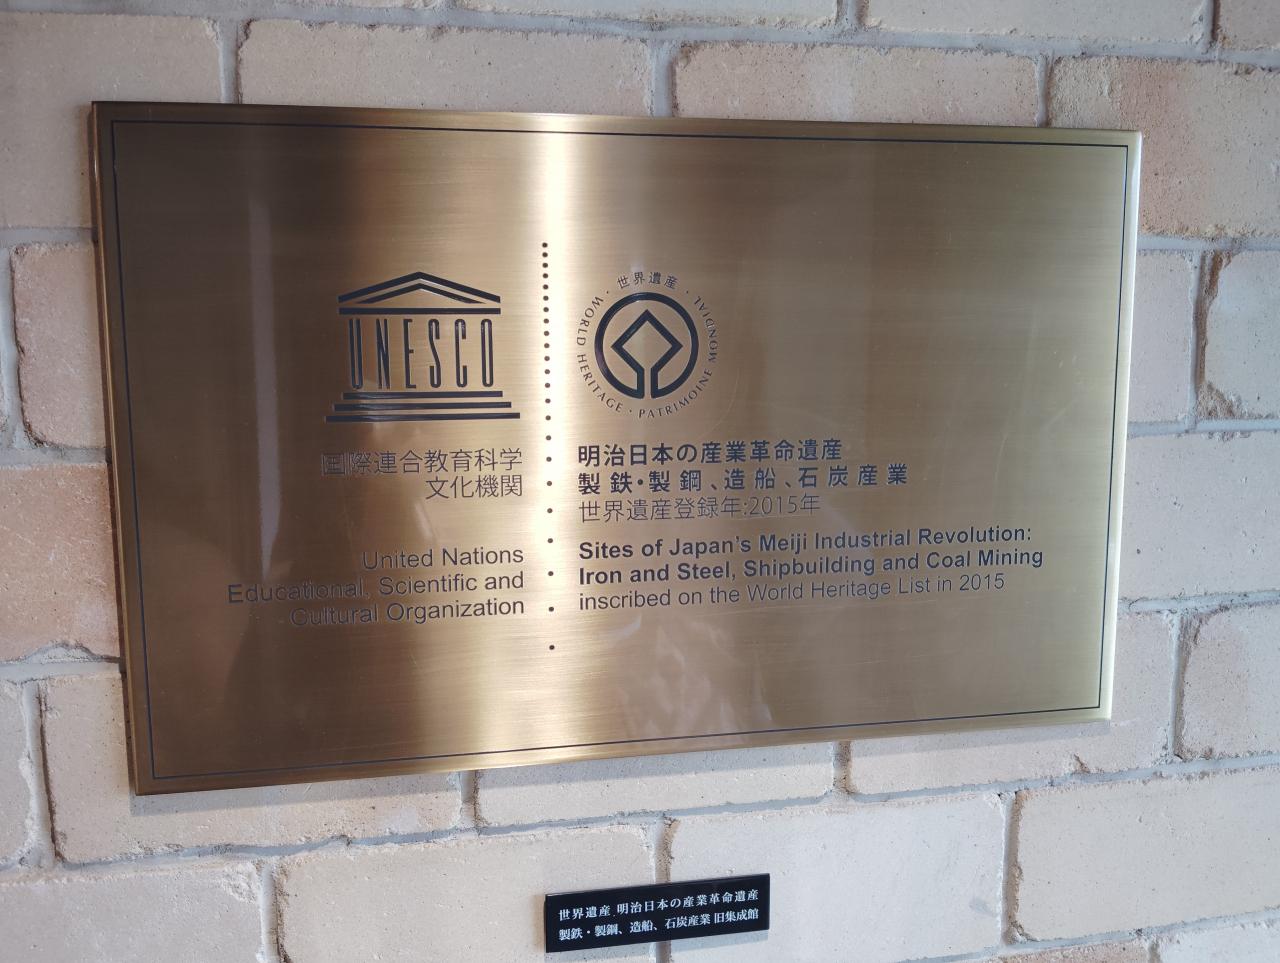 UNESCO
国際連合教育科学
文化機関
United Nations
Educational, Scientific and
Cultural Organization
世界遺産 · WORLD HERITAGE · PATRIMOINE MONDIAL ·
明治日本の産業革命遺産
製鉄・製鋼、造船、石炭産業
世界遺産登録年:2015年
Sites of Japan's Meiji Industrial Revolution:
Iron and Steel, Shipbuilding and Coal Mining
inscribed on the World Heritage List in 2015
世界遺産 明治日本の産業革命遺産
製鉄・製鋼、造船、石炭産業 旧集成館